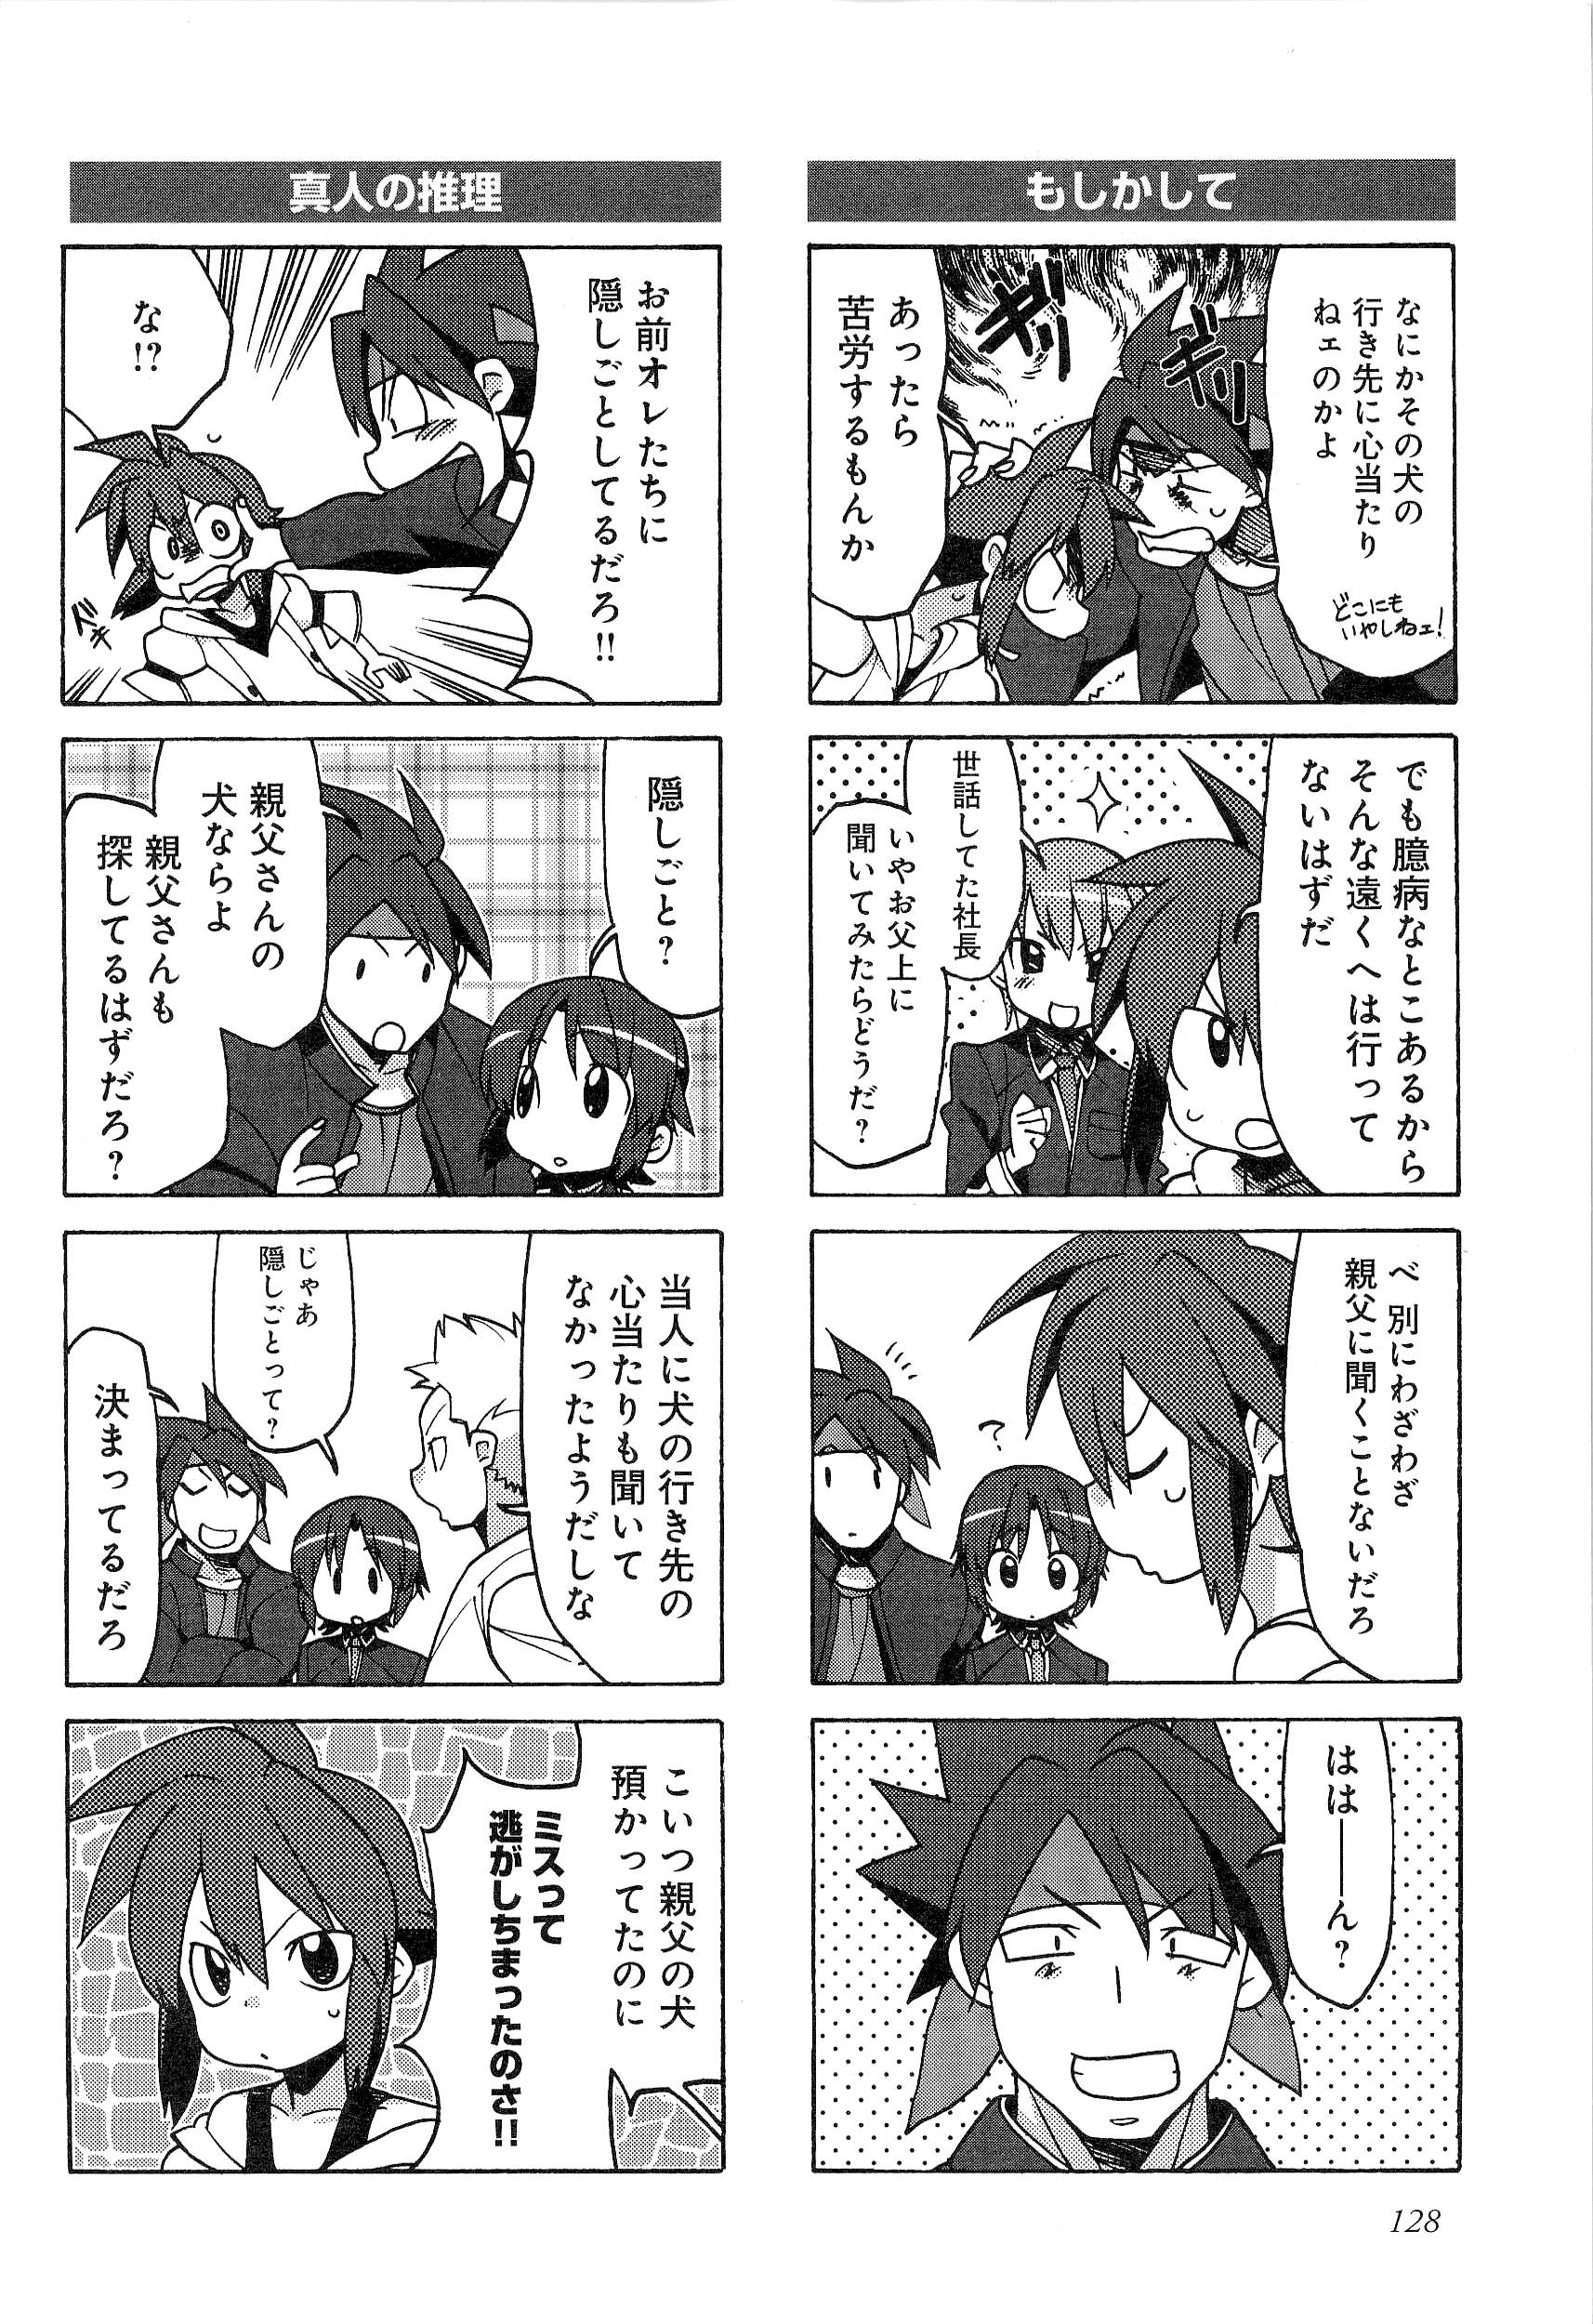 もしかして
なにかその犬の
行き先に心当たり
ねェのかよ
どこにも
いやしねェ!
ギリ
ギリ
あったら
苦労するもんか
でも臆病なとこあるから
そんな遠くへは行って
ないはずだ
世話してた社長
いやお父上に
聞いてみたらどうだ?
べ 別にわざわざ
親父に聞くことないだろ
?
はは――ん?
真人の推理
お前オレたちに
隠しごとしてるだろ!!
な!?
ズキ
隠しごと?
親父さんの
犬ならよ
親父さんも
探してるはずだろ?
当人に犬の行き先の
心当たりも聞いて
なかったようだしな
じゃあ
隠しごとって?
決まってるだろ
こいつ親父の犬
預かってたのに
ミスって
逃がしちまったのさ!!
128